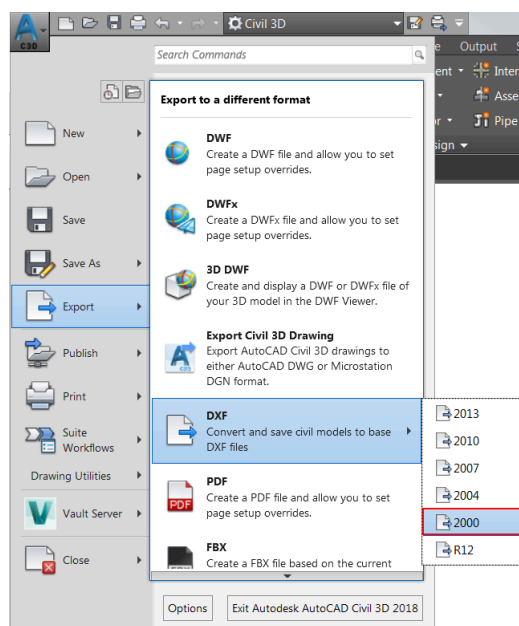 C3D
Civil 3D
Search Commands
e Output S
ent Inter
Asse
Pipe
sign
Export to a different format
New
Open
Save
Save As
Export
Publish
Print
Suite
Workflows
Drawing Utilities
Vault Server
Close
DWF
Create a DWF file and allow you to set
page setup overrides.
DWFx
Create a DWFx file and allow you to set
page setup overrides.
3D DWF
Create and display a DWF or DWFx file of
your 3D model in the DWF Viewer.
Export Civil 3D Drawing
Export AutoCAD Civil 3D drawings to
either AutoCAD DWG or Microstation
DGN format.
DXF
Convert and save civil models to base
DXF files
PDF
PDF
Create a PDF file and allow you to set
page setup overrides.
FBX
Create a FBX file based on the current
2013
2010
2007
2004
2000
R12
Options
Exit Autodesk AutoCAD Civil 3D 2018